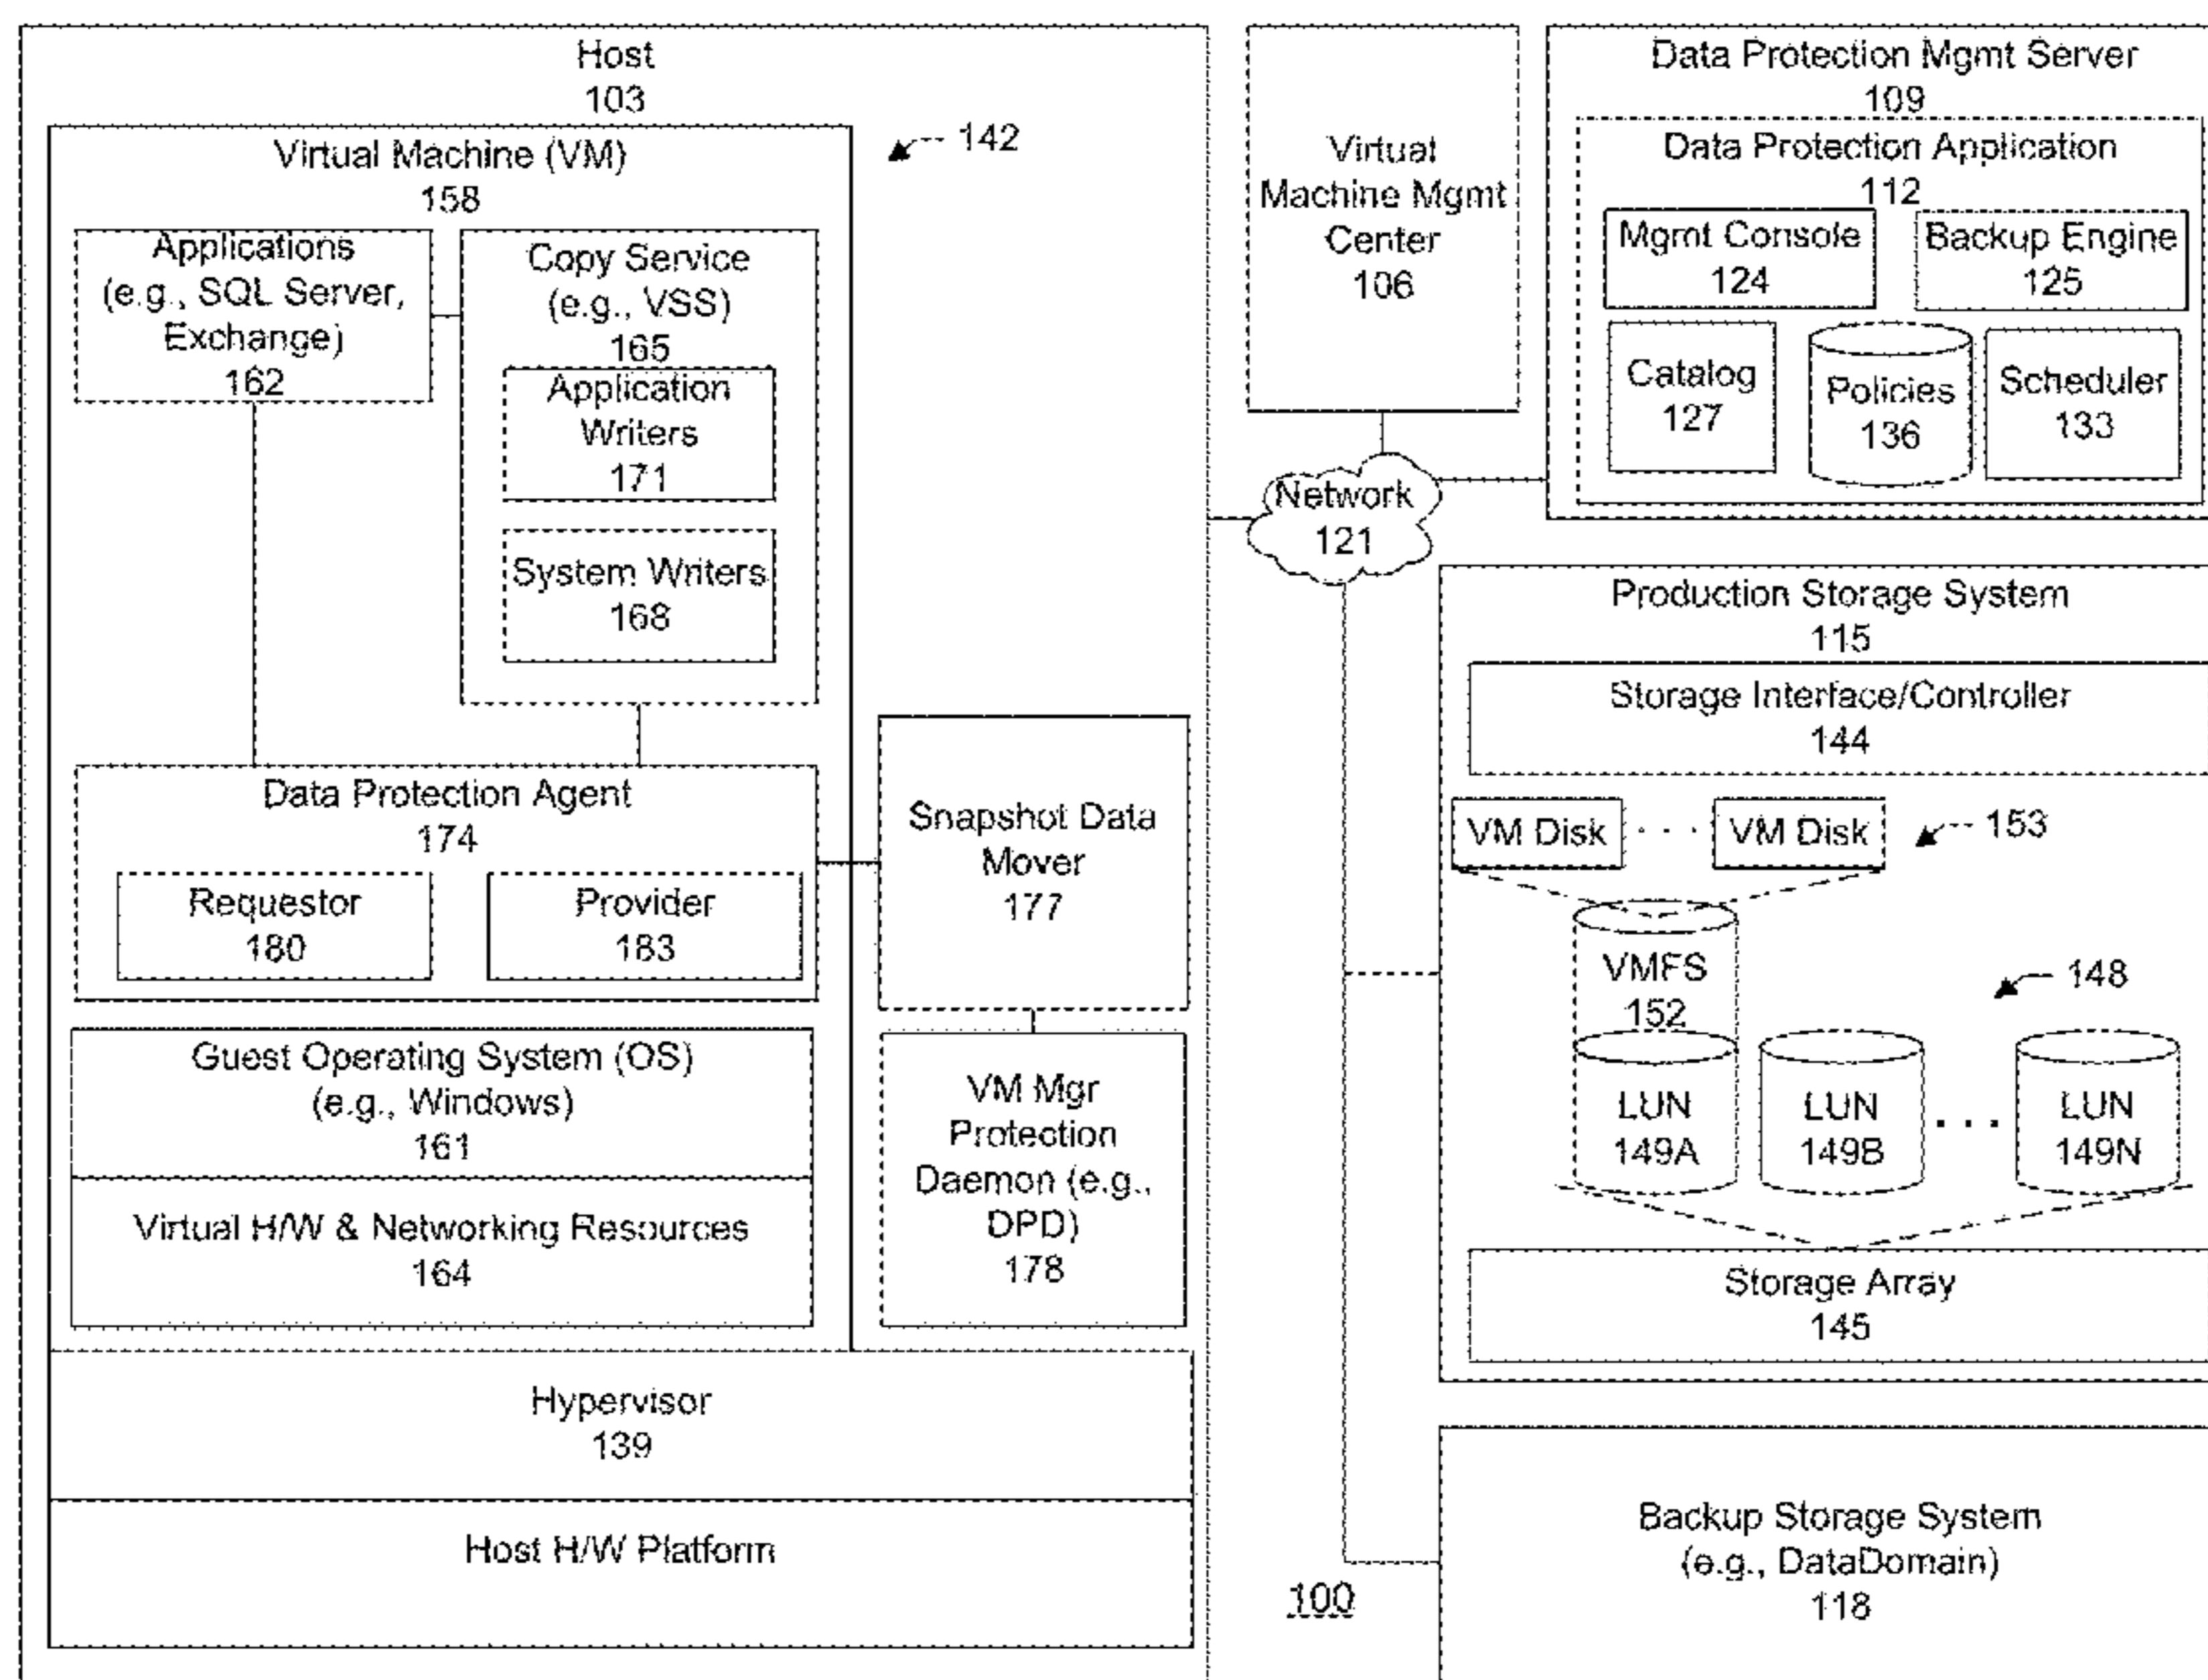 Host
103
Virtual Machine (VM)
158
142
Applications
(e.g., SQL Server,
Exchange)
162
Copy Service
(e.g., VSS)
165
Application
Writers
171
System Writers
168
Data Protection Agent
174
Requestor
180
Provider
183
Snapshot Data
Mover
177
Guest Operating System (OS)
(e.g., Windows)
161
Virtual H/W & Networking Resources
164
VM Mgr
Protection
Daemon (e.g.,
DPD)
178
Hypervisor
139
Host H/W Platform
Virtual
Machine Mgmt
Center
106
Network
121
100
Data Protection Mgmt Server
109
Data Protection Application
112
Mgmt Console
124
Backup Engine
125
Catalog
127
Policies
136
Scheduler
133
Production Storage System
115
Storage Interface/Controller
144
VM Disk . . . VM Disk
153
VMFS
152
148
LUN
149A
LUN
149B
. . .
LUN
149N
Storage Array
145
Backup Storage System
(e.g., DataDomain)
118